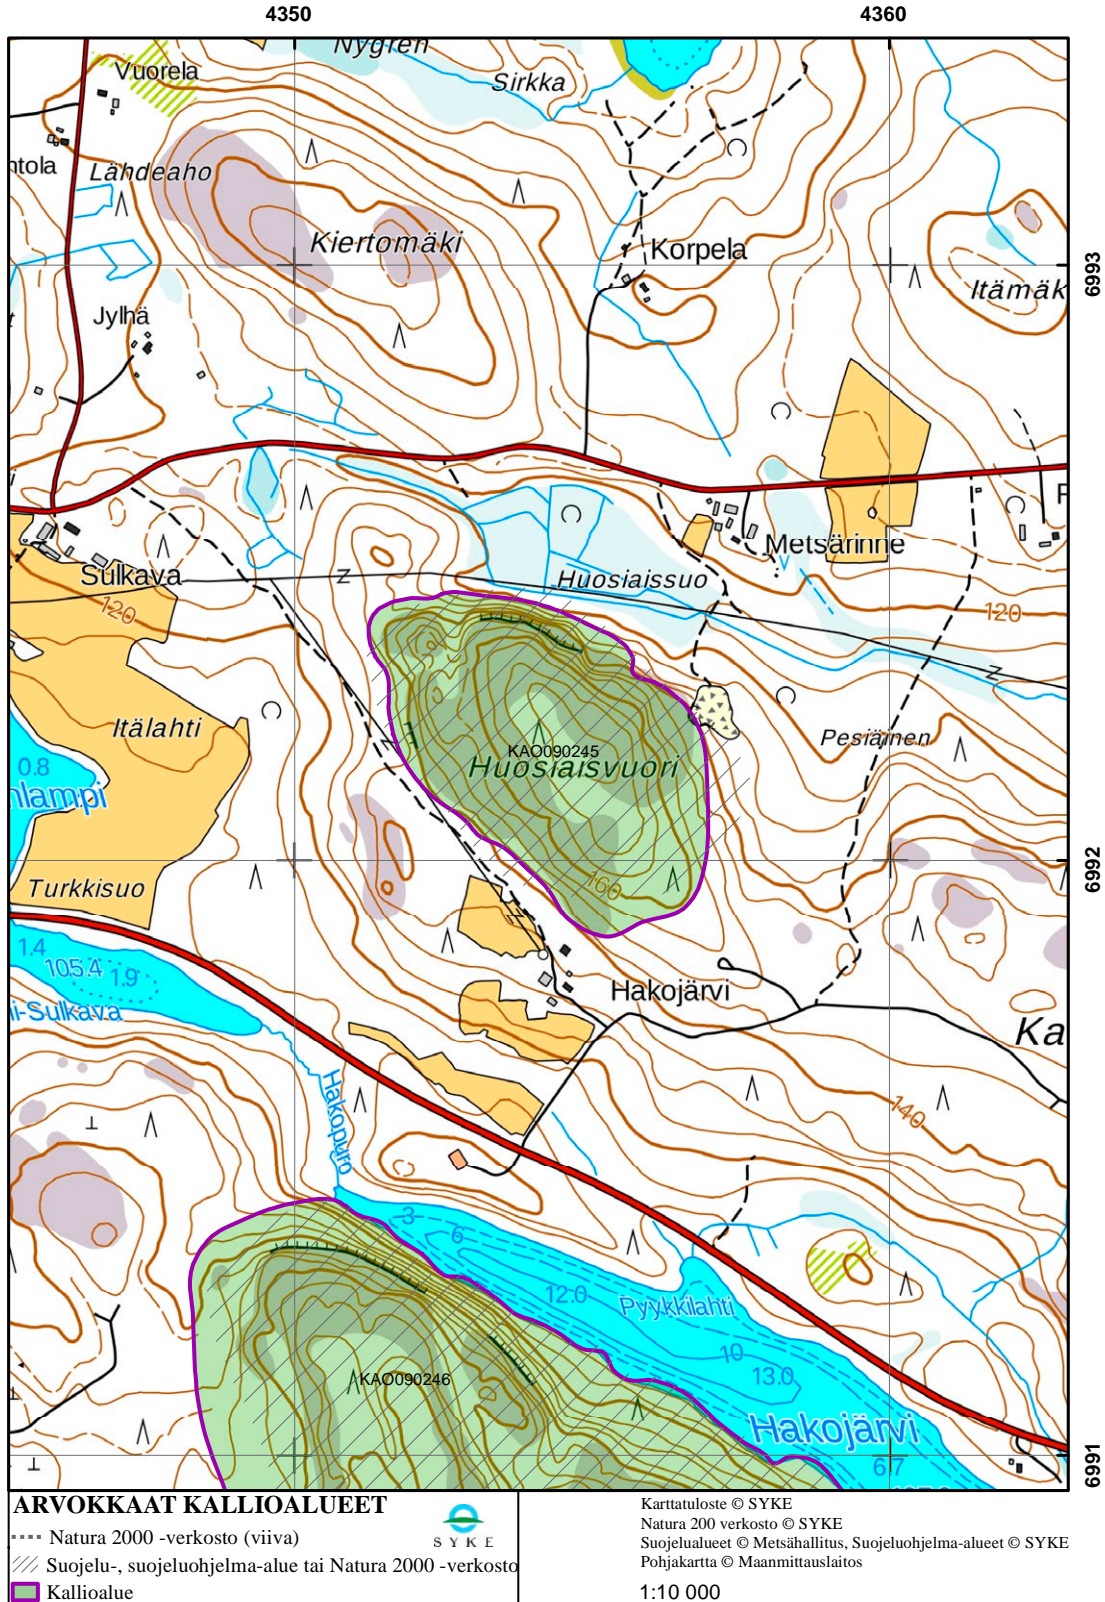 4350
4360
Nygren
Sirkka
Vuorela
ntola
Lähdeaho
Kiertomäki
Korpela
6993
Itämäk
Jylhä
Metsärinne
Sulkava
Z
Huosiaissuo
120
120
Z
Itälahti
KAO090245
Huosiaisvuori
Pesiäinen
0.8
nlampi
6992
Turkkisuo
160
1.4
105.4
1.9
i-Sulkava
Hakojärvi
Ka
Hakopuro
140
3
6
12.0
Pyykkilahti
10
13.0
KAO090246
Hakojärvi
6.7
6991
ARVOKKAAT KALLIOALUEET
Natura 2000 -verkosto (viiva)
SYKE
Suojelu-, suojeluohjelma-alue tai Natura 2000 -verkosto
Kallioalue
Karttatuloste © SYKE
Natura 200 verkosto © SYKE
Suojelualueet © Metsähallitus, Suojeluohjelma-alueet © SYKE
Pohjakartta © Maanmittauslaitos
1:10 000